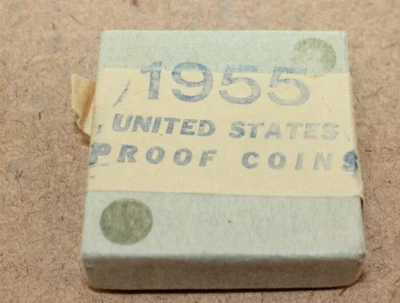 1955
UNITED STATES
PROOF COINS